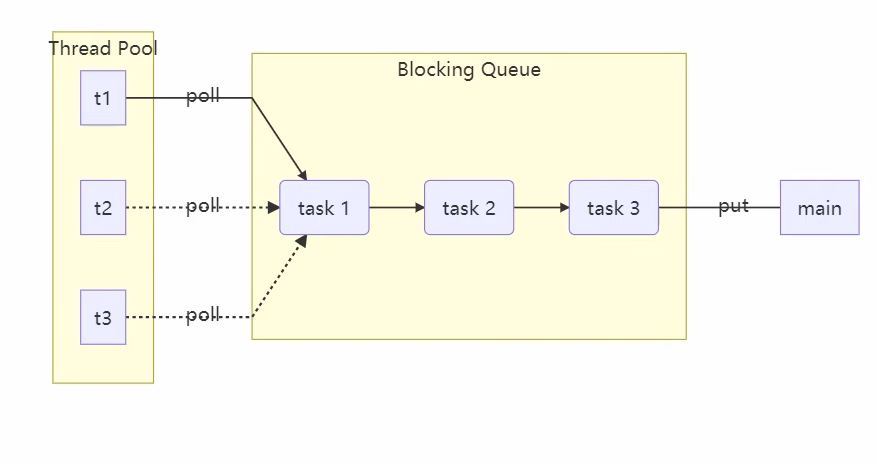 Thread Pool
Blocking Queue
t1
poll
t2
poll
task 1
task 2
task 3
put
main
t3
poll